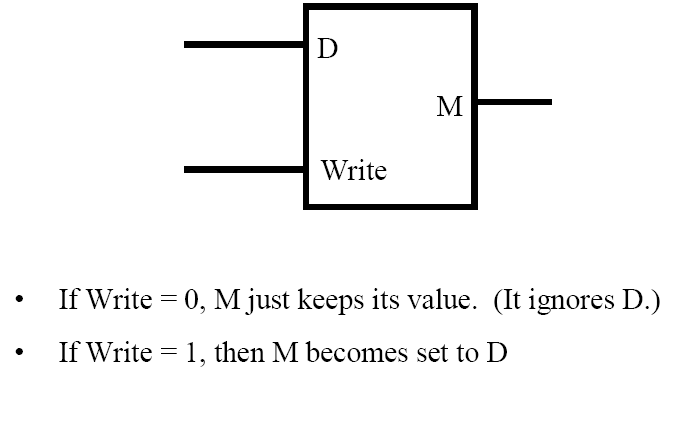 D
M
Write
• If Write = 0, M just keeps its value. (It ignores D.)
• If Write = 1, then M becomes set to D